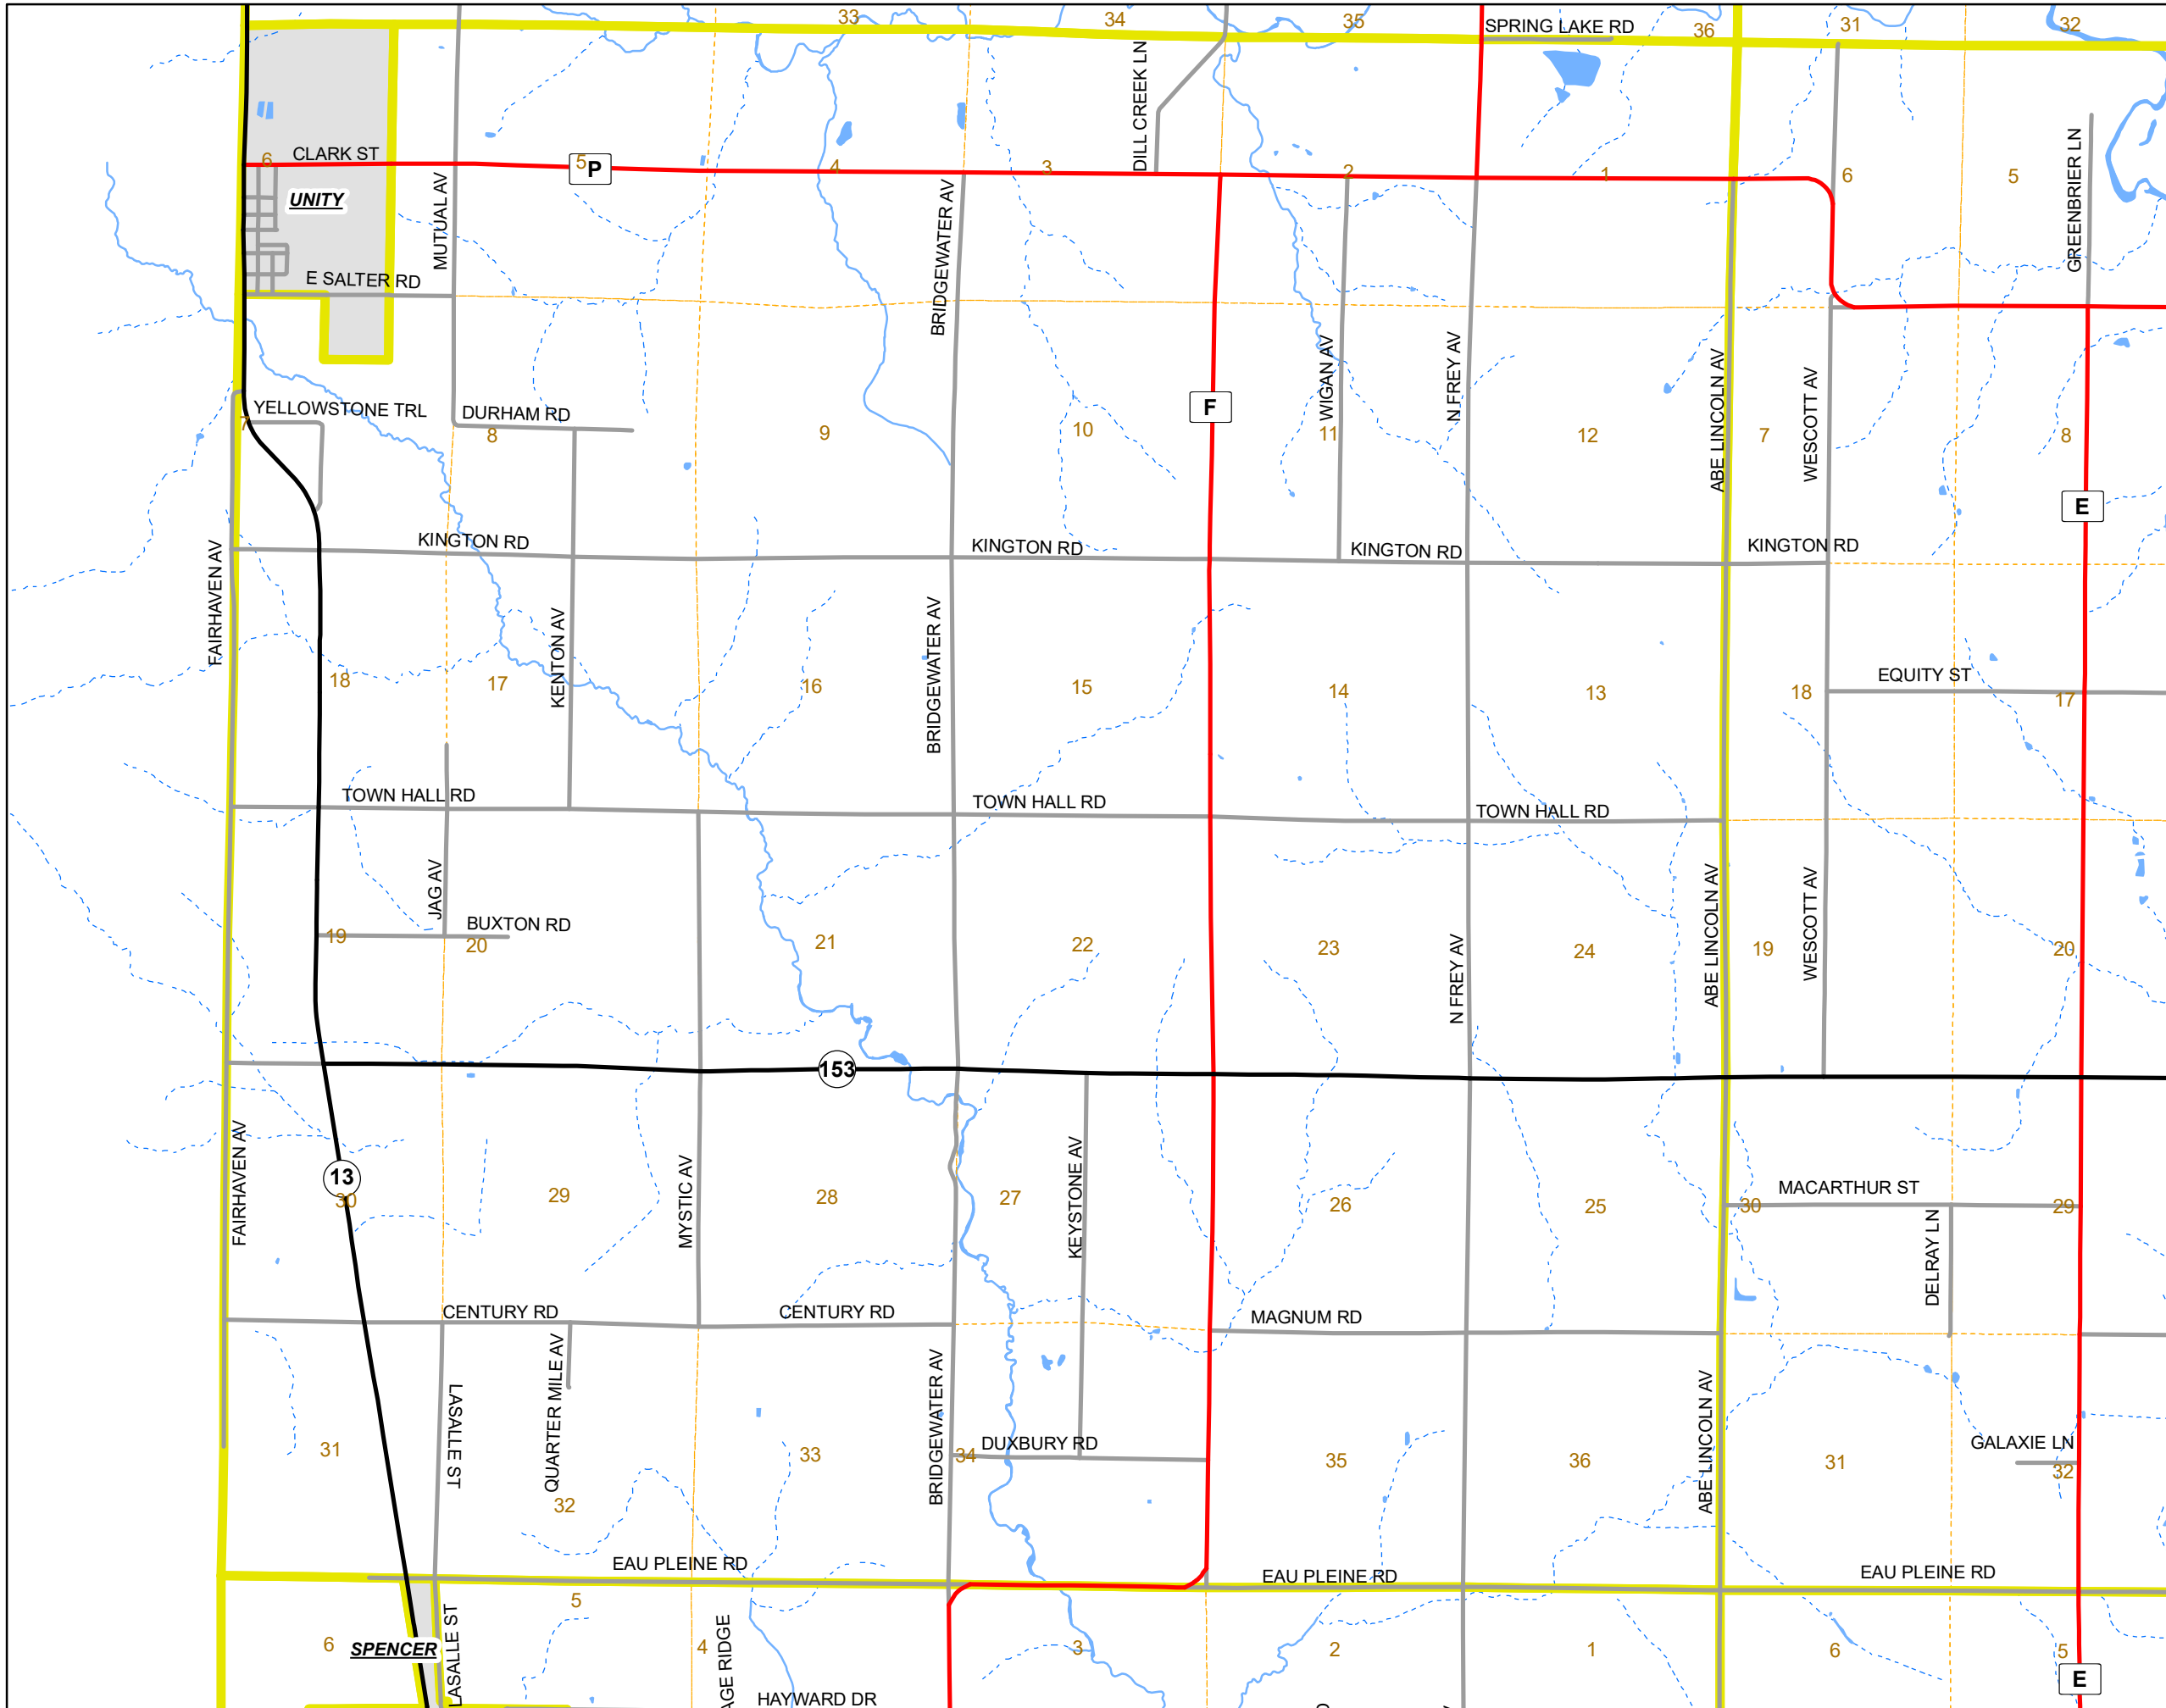 33
34
35
SPRING LAKE RD
36
31
32
DILL CREEK LN
6
CLARK ST
5
P
4
3
2
1
6
5
UNITY
MUTUAL AV
BRIDGEWATER AV
GREENBRIER LN
E SALTER RD
YELLOWSTONE TRL
DURHAM RD
7
8
9
10
F
WIGAN AV
11
N FREY AV
12
ABE LINCOLN AV
7
WESCOTT AV
8
E
KINGTON RD
KINGTON RD
KINGTON RD
KINGTON RD
FAIRHAVEN AV
18
17
KENTON AV
16
BRIDGEWATER AV
15
14
13
18
EQUITY ST
17
TOWN HALL RD
TOWN HALL RD
TOWN HALL RD
JAG AV
BUXTON RD
19
20
21
22
23
N FREY AV
24
ABE LINCOLN AV
19
WESCOTT AV
20
153
FAIRHAVEN AV
13
30
29
MYSTIC AV
28
27
KEYSTONE AV
26
25
30
MACARTHUR ST
29
DELRAY LN
CENTURY RD
CENTURY RD
MAGNUM RD
LASALLE ST
QUARTER MILE AV
BRIDGEWATER AV
DUXBURY RD
ABE LINCOLN AV
GALAXIE LN
31
32
33
34
35
36
31
32
EAU PLEINE RD
EAU PLEINE RD
EAU PLEINE RD
6
SPENCER
LASALLE ST
5
4
AGE RIDGE
HAYWARD DR
3
2
1
6
5
E